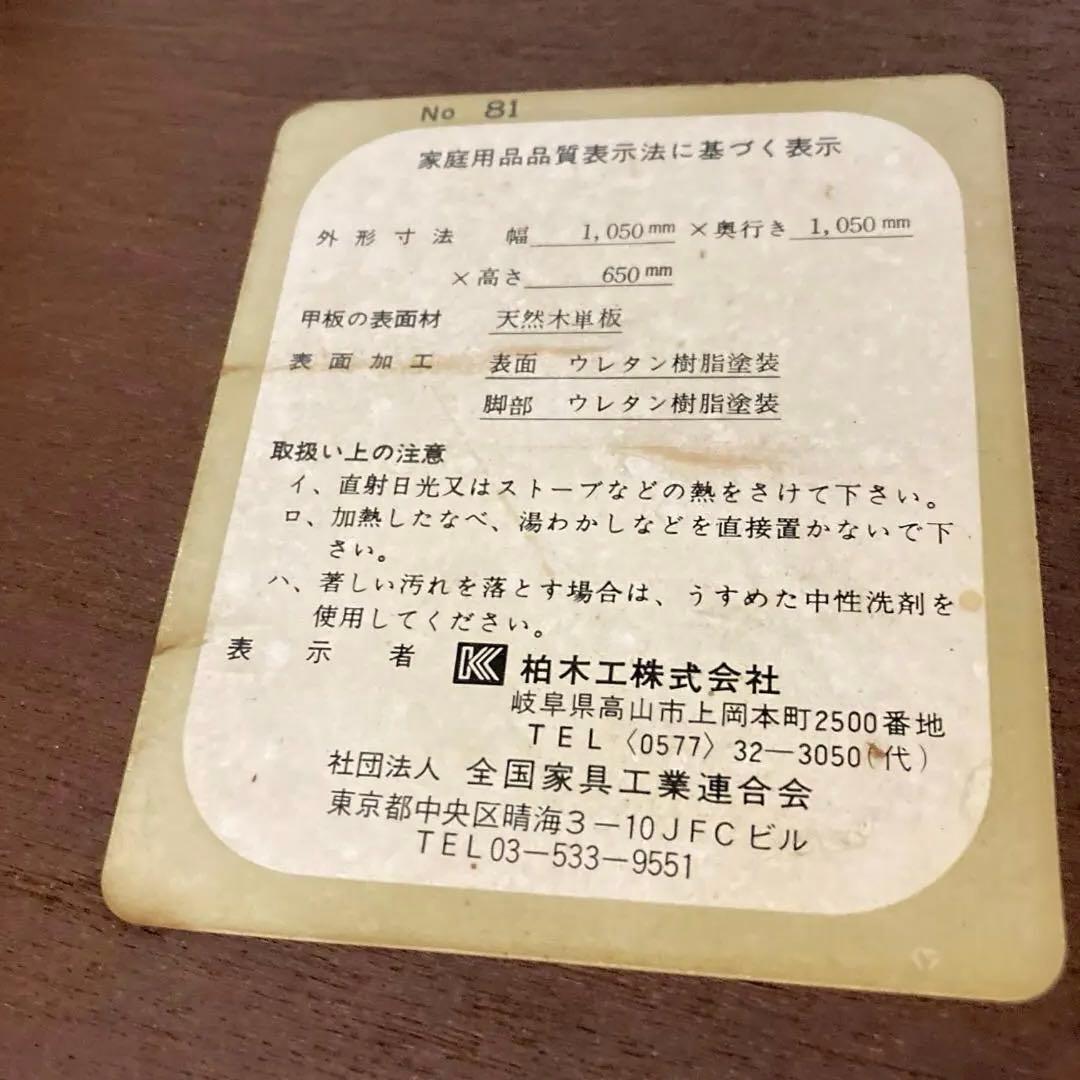 No 81
家庭用品品質表示法に基づく表示
外形寸法 幅 1,050mm ×奥行き 1,050mm
×高さ 650mm
甲板の表面材 天然木単板
表面加工 表面 ウレタン樹脂塗装
脚部 ウレタン樹脂塗装
取扱い上の注意
イ、直射日光又はストーブなどの熱をさけて下さい。
ロ、加熱したなべ、湯わかしなどを直接置かないで下
さい。
ハ、著しい汚れを落とす場合は、うすめた中性洗剤を
使用してください。
表示者 柏木工株式会社
岐阜県高山市上岡本町2500番地
TEL〈0577〉32―3050(代)
社団法人 全国家具工業連合会
東京都中央区晴海3―10JFCビル
TEL03―533―9551